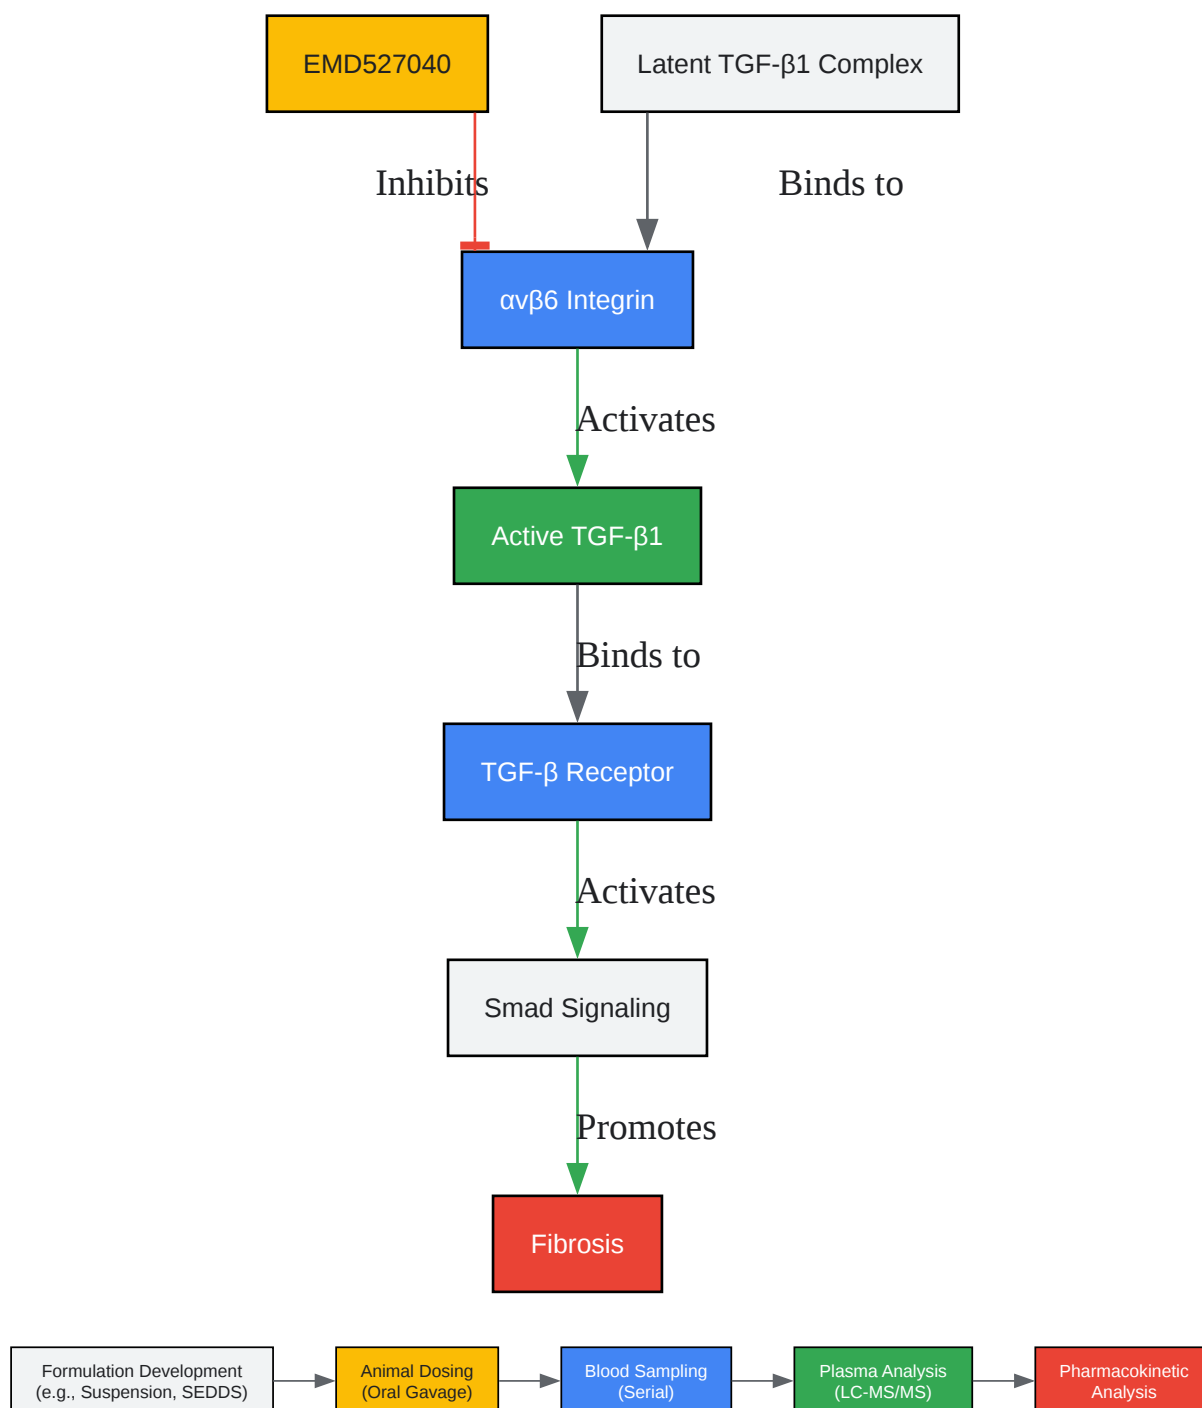 EMD527040
Latent TGF-β1 Complex
Inhibits
Binds to
αvβ6 Integrin
Activates
Active TGF-β1
Binds to
TGF-β Receptor
Activates
Smad Signaling
Promotes
Fibrosis
Formulation Development
(e.g., Suspension, SEDDS)
Animal Dosing
(Oral Gavage)
Blood Sampling
(Serial)
Plasma Analysis
(LC-MS/MS)
Pharmacokinetic
Analysis